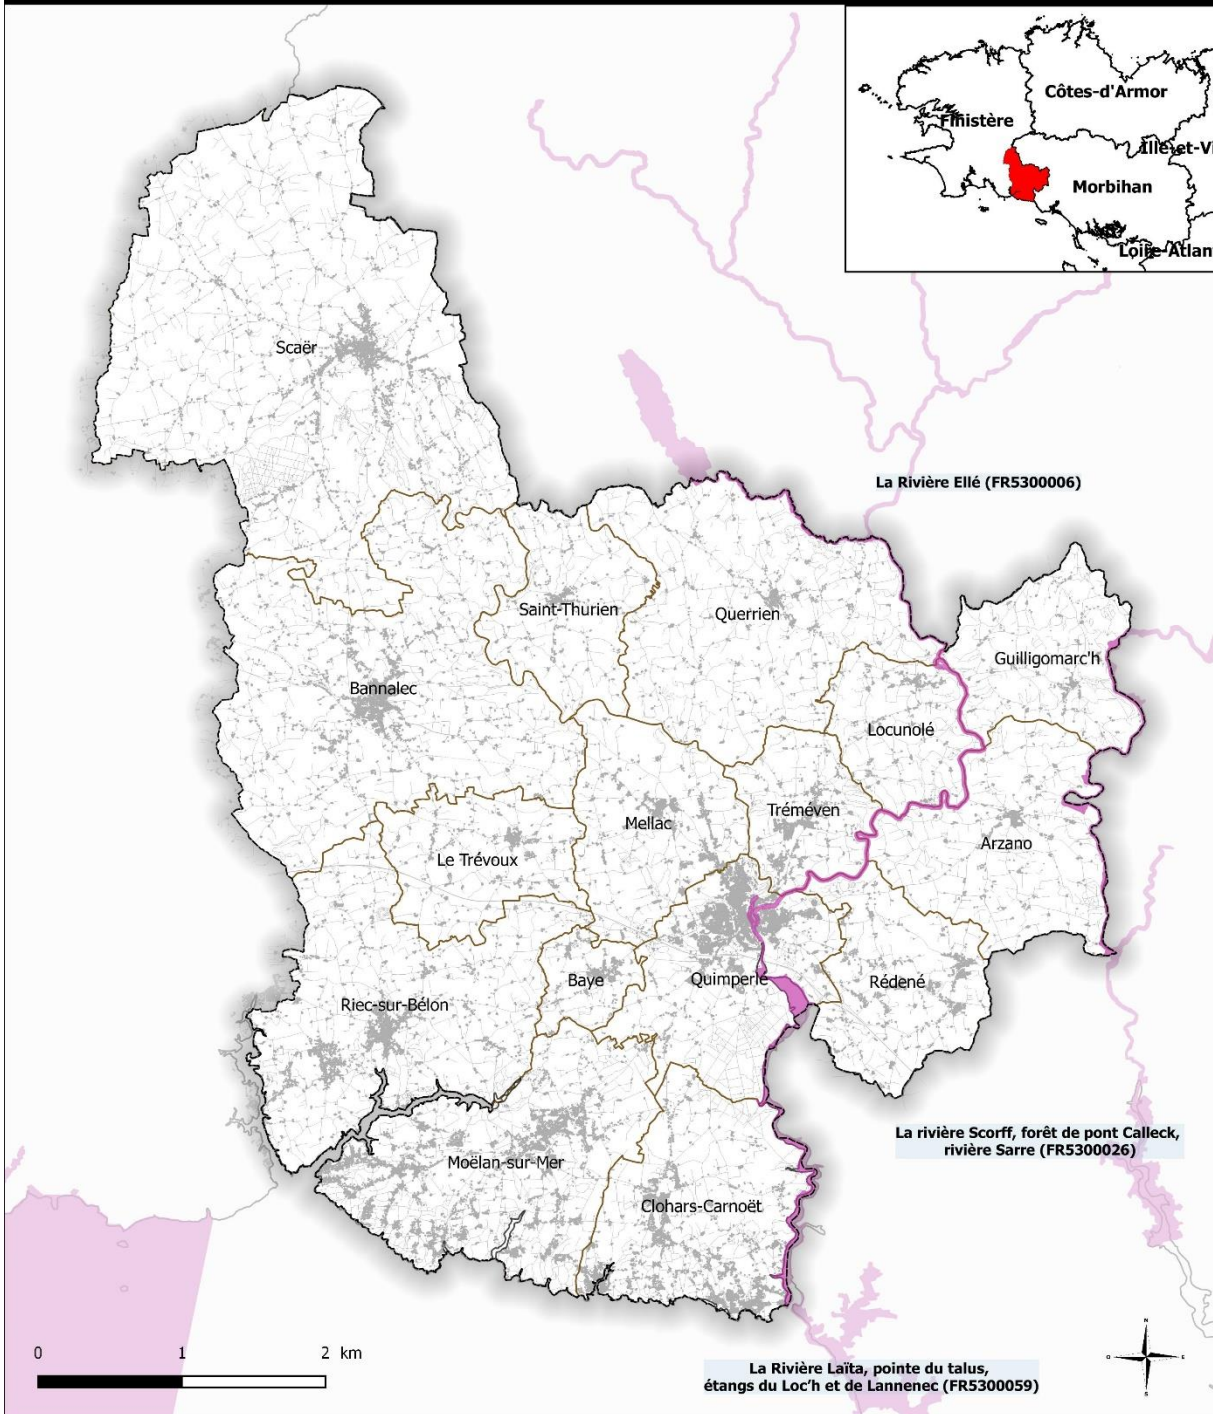 Côtes-d'Armor
Finistère
Ille-et-Vi
Morbihan
Loire-Atlan
Scaër
La Rivière Ellé (FR5300006)
Saint-Thurien
Querrien
Guilligomarc'h
Bannalec
Locunolé
Mellac
Tréméven
Arzano
Le Trévoux
Baye
Quimperlé
Rédené
Riec-sur-Bélon
La rivière Scorff, forêt de pont Calleck,
rivière Sarre (FR5300026)
Moëlan-sur-Mer
Clohars-Carnoët
0 1 2 km
La Rivière Laïta, pointe du talus,
étangs du Loc'h et de Lannenec (FR5300059)
N
O E
S